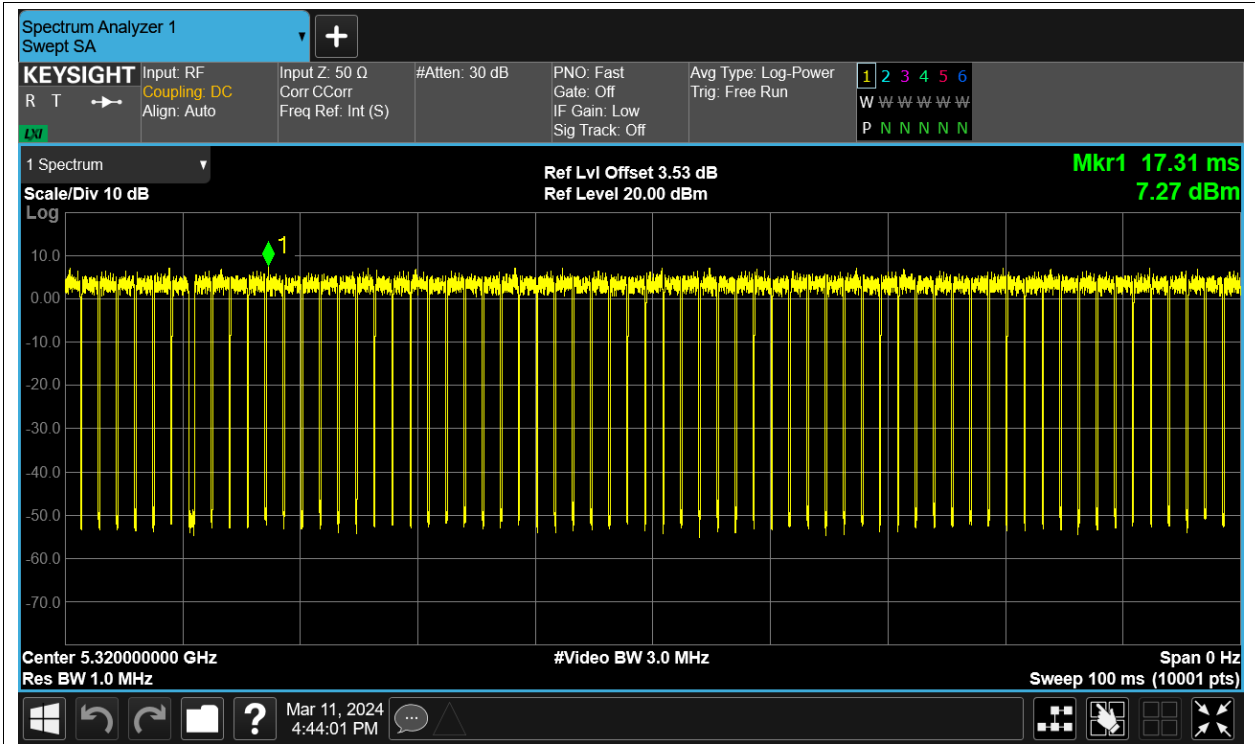 Spectrum Analyzer 1
Swept SA
KEYSIGHT
R T
LXI
Input: RF
Coupling: DC
Align: Auto
Input Z: 50 Ω
Corr CCorr
Freq Ref: Int (S)
#Atten: 30 dB
PNO: Fast
Gate: Off
IF Gain: Low
Sig Track: Off
Avg Type: Log-Power
Trig: Free Run
1 2 3 4 5 6
W W W W W W
P N N N N N
1 Spectrum
Scale/Div 10 dB
Log
Ref Lvl Offset 3.53 dB
Ref Level 20.00 dBm
Mkr1 17.31 ms
7.27 dBm
1
10.0
0.00
-10.0
-20.0
-30.0
-40.0
-50.0
-60.0
-70.0
Center 5.320000000 GHz
Res BW 1.0 MHz
#Video BW 3.0 MHz
Span 0 Hz
Sweep 100 ms (10001 pts)
?
Mar 11, 2024
4:44:01 PM